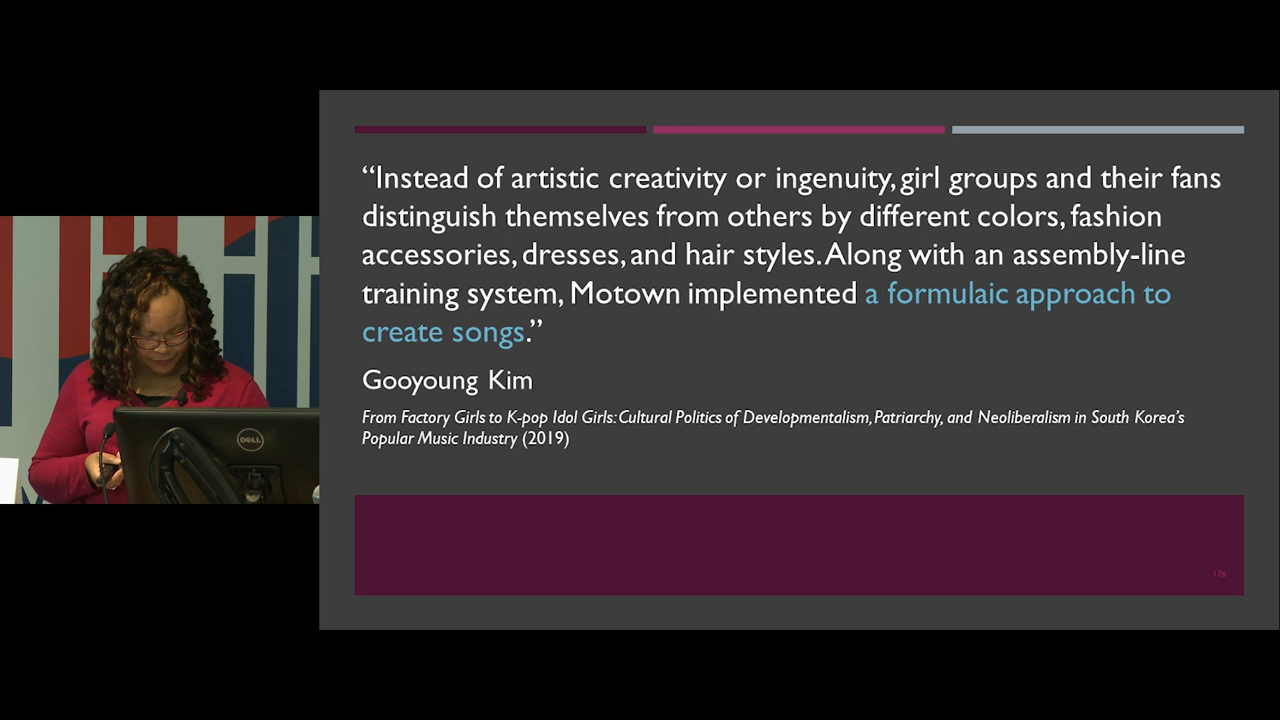 “Instead of artistic creativity or ingenuity, girl groups and their fans
distinguish themselves from others by different colors, fashion
accessories, dresses, and hair styles. Along with an assembly-line
training system, Motown implemented a formulaic approach to
create songs.”
Gooyoung Kim
From Factory Girls to K-pop Idol Girls: Cultural Politics of Developmentalism, Patriarchy, and Neoliberalism in South Korea’s
Popular Music Industry (2019)
DELL
176